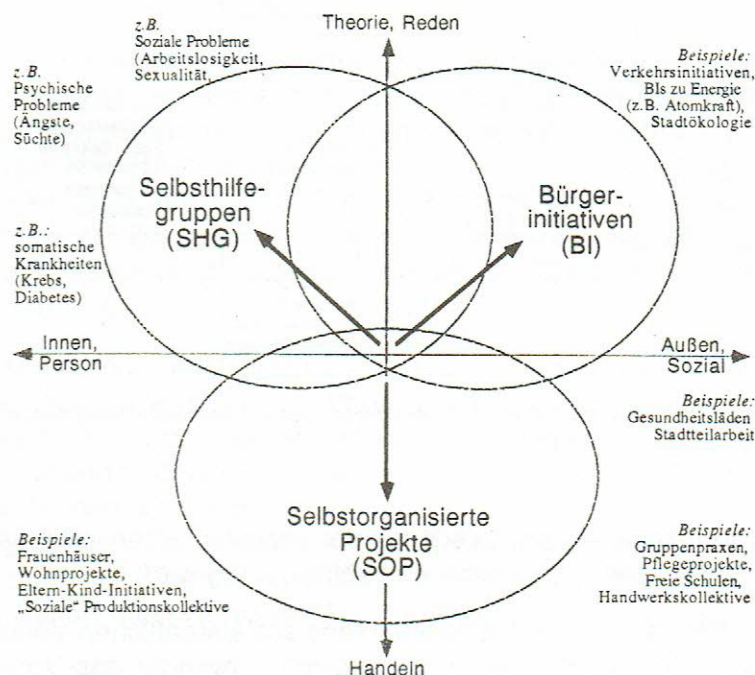 Theorie, Reden
z.B.
Soziale Probleme
(Arbeitslosigkeit,
Sexualität,
z.B.
Psychische
Probleme
(Ängste,
Süchte)
Beispiele:
Verkehrsinitiativen,
BIs zu Energie
(z.B. Atomkraft),
Stadtökologie
Selbsthilfe-
gruppen
(SHG)
Bürger-
initiativen
(BI)
z.B.:
somatische
Krankheiten
(Krebs,
Diabetes)
Innen,
Person
Außen,
Sozial
Beispiele:
Gesundheitsläden
Stadtteilarbeit
Selbstorganisierte
Projekte
(SOP)
Beispiele:
Frauenhäuser,
Wohnprojekte,
Eltern-Kind-Initiativen,
„Soziale“ Produktionskollektive
Beispiele:
Gruppenpraxen,
Pflegeprojekte,
Freie Schulen,
Handwerkskollektive
Handeln